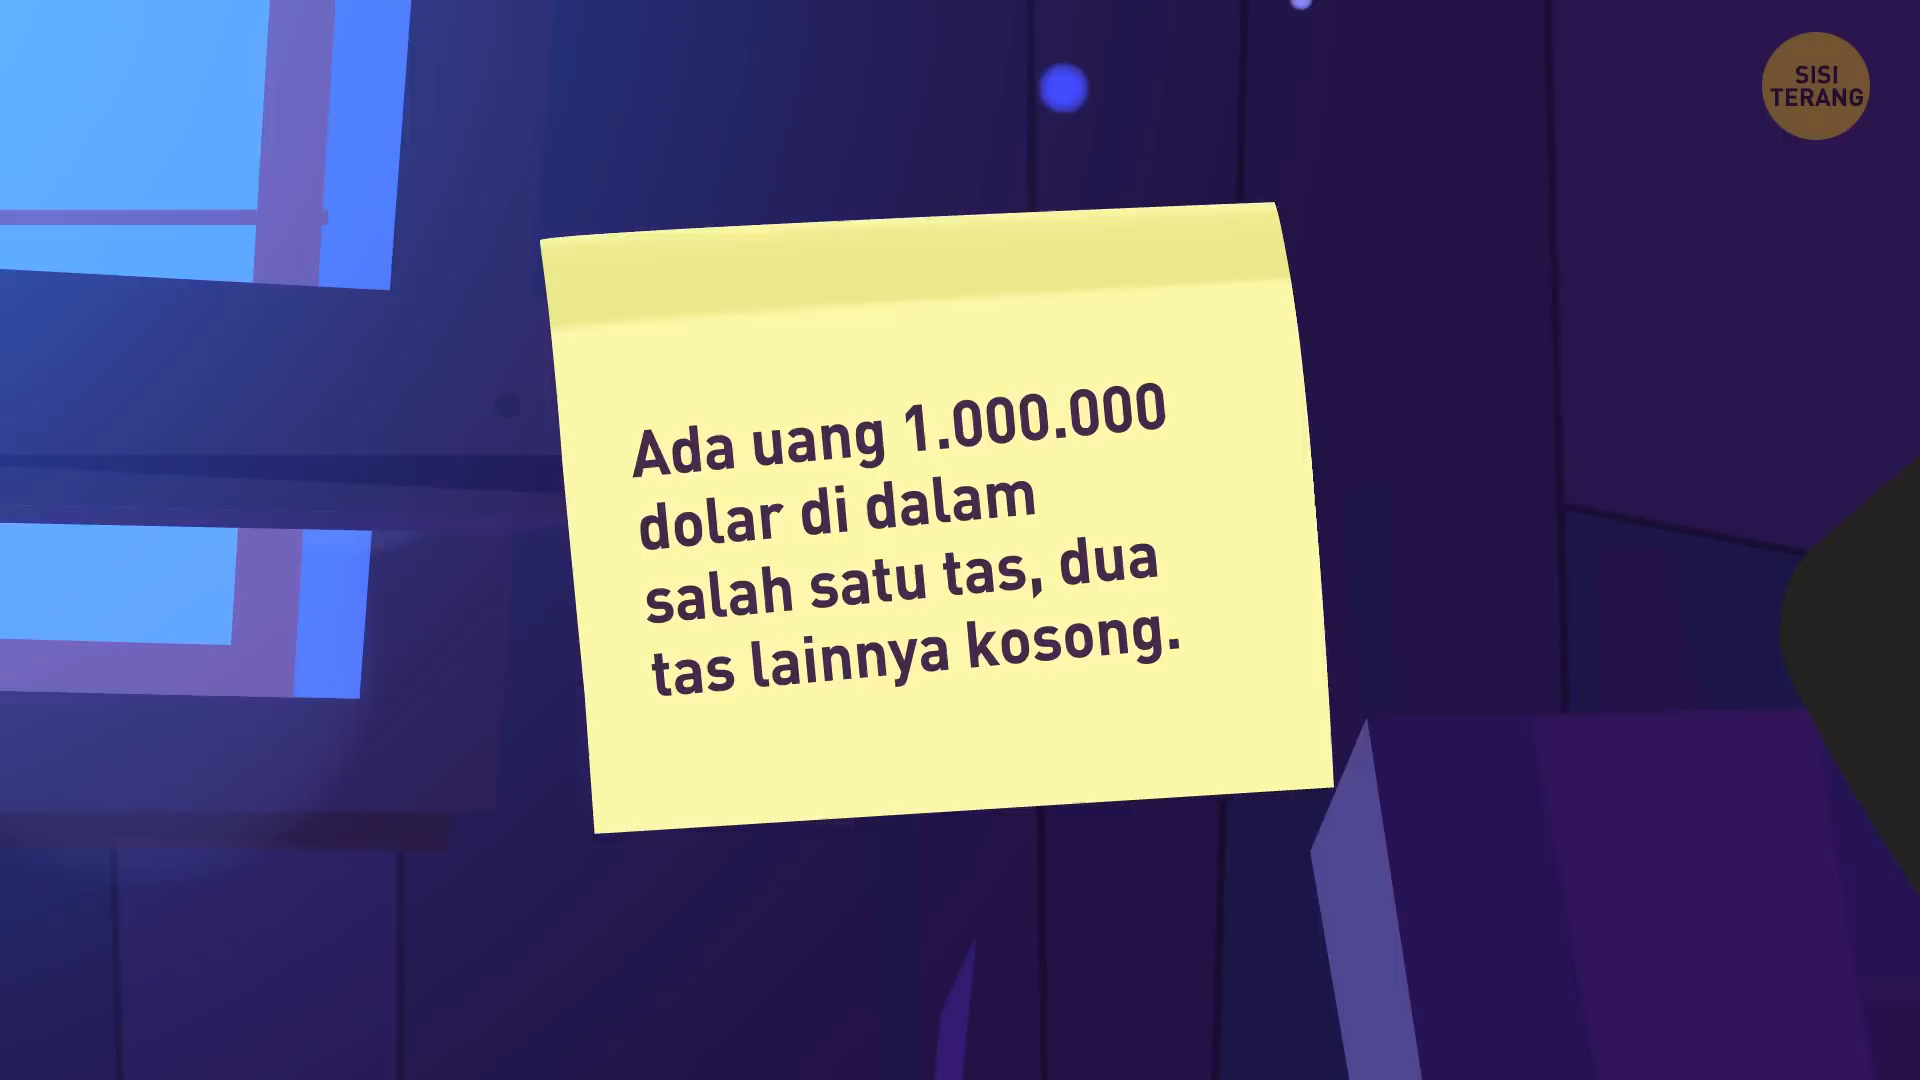 SISI
TERANG
Ada uang 1.000.000
dolar di dalam
salah satu tas, dua
tas lainnya kosong.